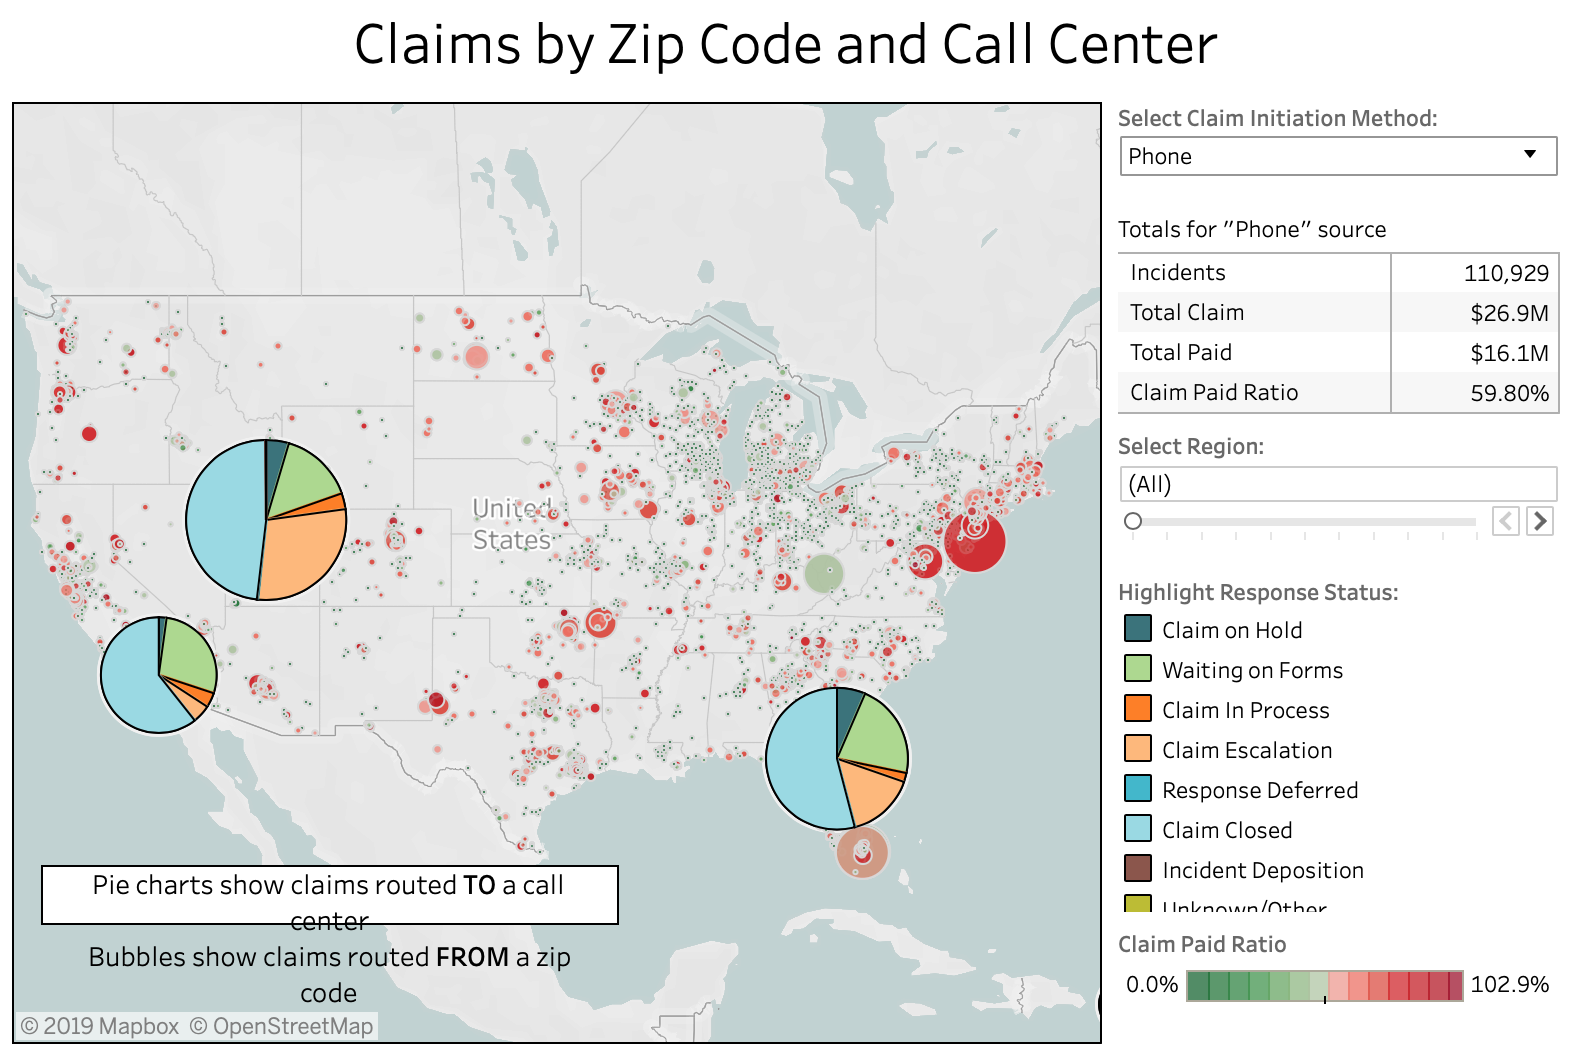 Claims by Zip Code and Call Center
Select Claim Initiation Method:
Phone
Totals for "Phone" source
Incidents 110,929
Total Claim $26.9M
Total Paid $16.1M
Claim Paid Ratio 59.80%
Select Region:
(All)
United
States
Highlight Response Status:
Claim on Hold
Waiting on Forms
Claim In Process
Claim Escalation
Response Deferred
Claim Closed
Incident Deposition
Unknown/Other
Claim Paid Ratio
0.0% 102.9%
Pie charts show claims routed TO a call
center
Bubbles show claims routed FROM a zip
code
© 2019 Mapbox © OpenStreetMap